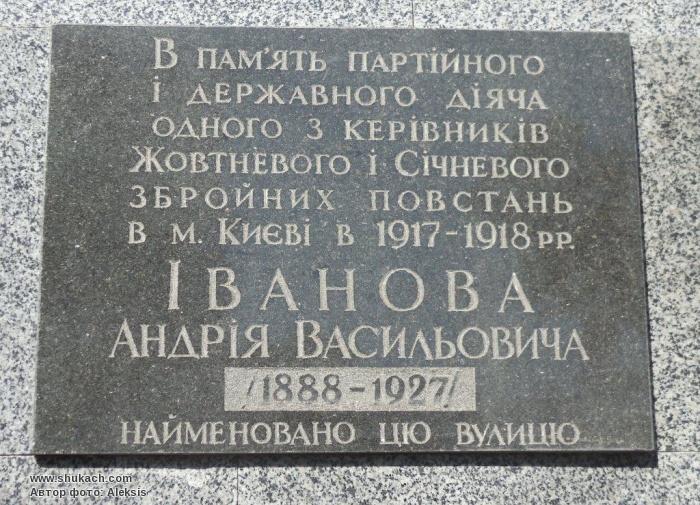 В пам'ять партійного
і державного діяча
одного з керівників
Жовтневого і Січневого
збройних повстань
в м. Києві в 1917-1918 рр.
Іванова
Андрія Васильовича
/1888-1927/
найменовано цю вулицю
www.shukach.com
Автор фото: Aleksis